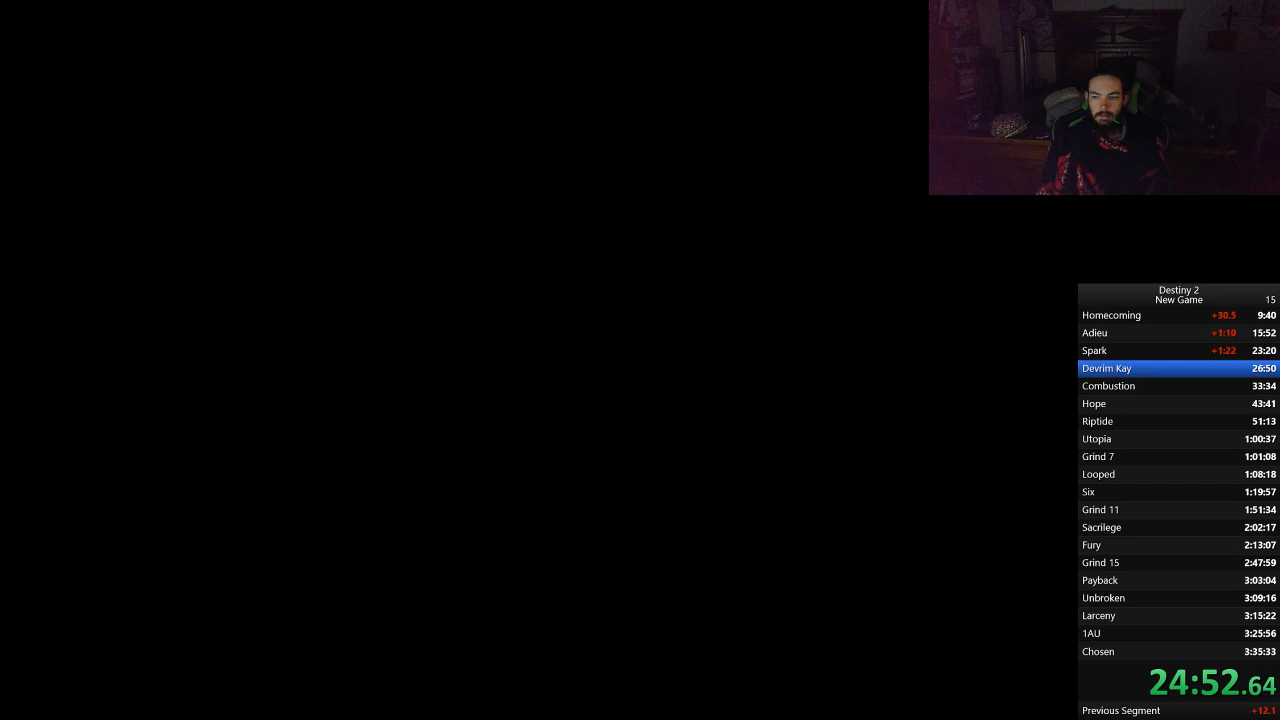 Destiny 2
New Game 15
Homecoming +30.5 9:40
Adieu +1:10 15:52
Spark +1:22 23:20
Devrim Kay 26:50
Combustion 33:34
Hope 43:41
Riptide 51:13
Utopia 1:00:37
Grind 7 1:01:08
Looped 1:08:18
Six 1:19:57
Grind 11 1:51:34
Sacrilege 2:02:17
Fury 2:13:07
Grind 15 2:47:59
Payback 3:03:04
Unbroken 3:09:16
Larceny 3:15:22
1AU 3:25:56
Chosen 3:35:33
24:52.64
Previous Segment +12.1